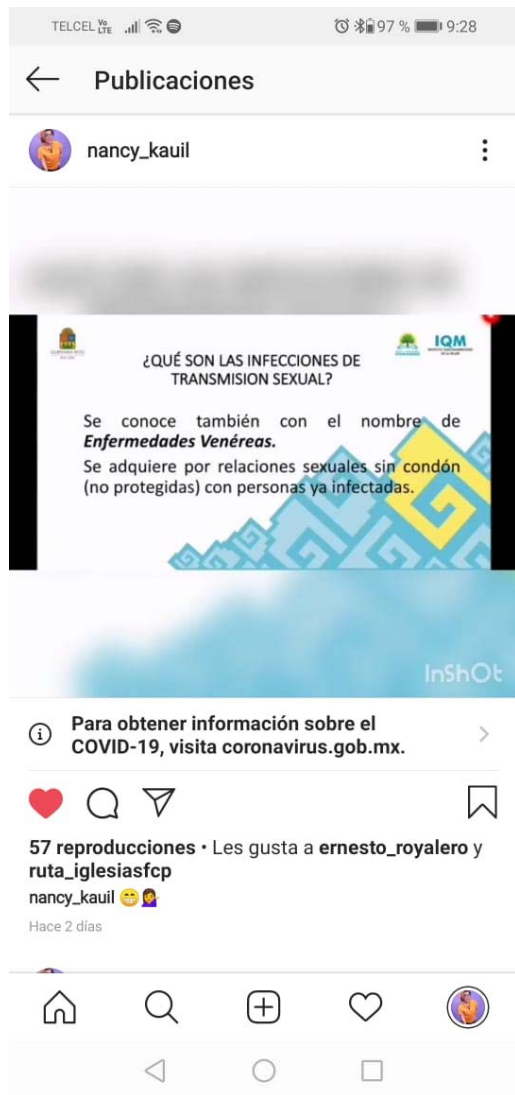 TELCEL Vo LTE 97 % 9:28
Publicaciones
nancy_kauil
IQM
¿QUÉ SON LAS INFECCIONES DE
TRANSMISION SEXUAL?
Se conoce también con el nombre de
Enfermedades Venéreas.
Se adquiere por relaciones sexuales sin condón
(no protegidas) con personas ya infectadas.
InShOt
Para obtener información sobre el
COVID-19, visita coronavirus.gob.mx.
57 reproducciones • Les gusta a ernesto_royalero y
ruta_iglesiasfcp
nancy_kauil 😁💁‍♀️
Hace 2 días